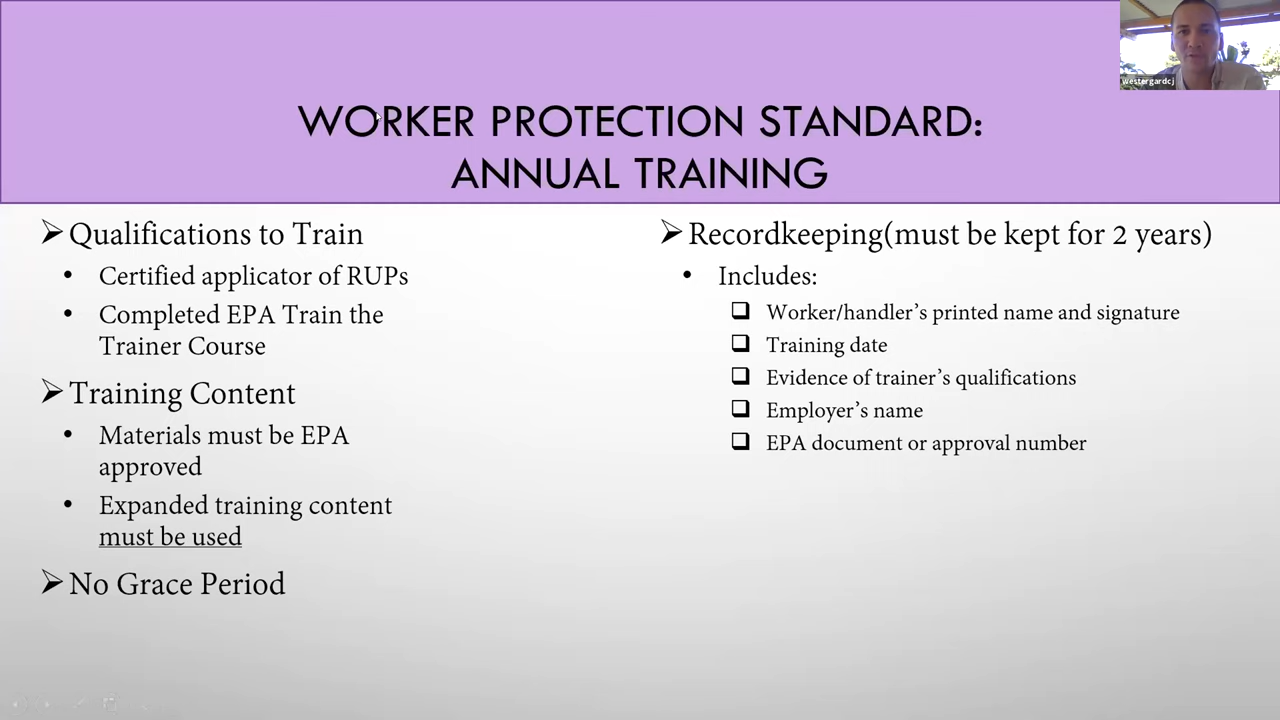 westergardcj
WORKER PROTECTION STANDARD:
ANNUAL TRAINING
Qualifications to Train
Certified applicator of RUPs
Completed EPA Train the
Trainer Course
Training Content
Materials must be EPA
approved
Expanded training content
must be used
No Grace Period
Recordkeeping(must be kept for 2 years)
Includes:
Worker/handler’s printed name and signature
Training date
Evidence of trainer’s qualifications
Employer’s name
EPA document or approval number